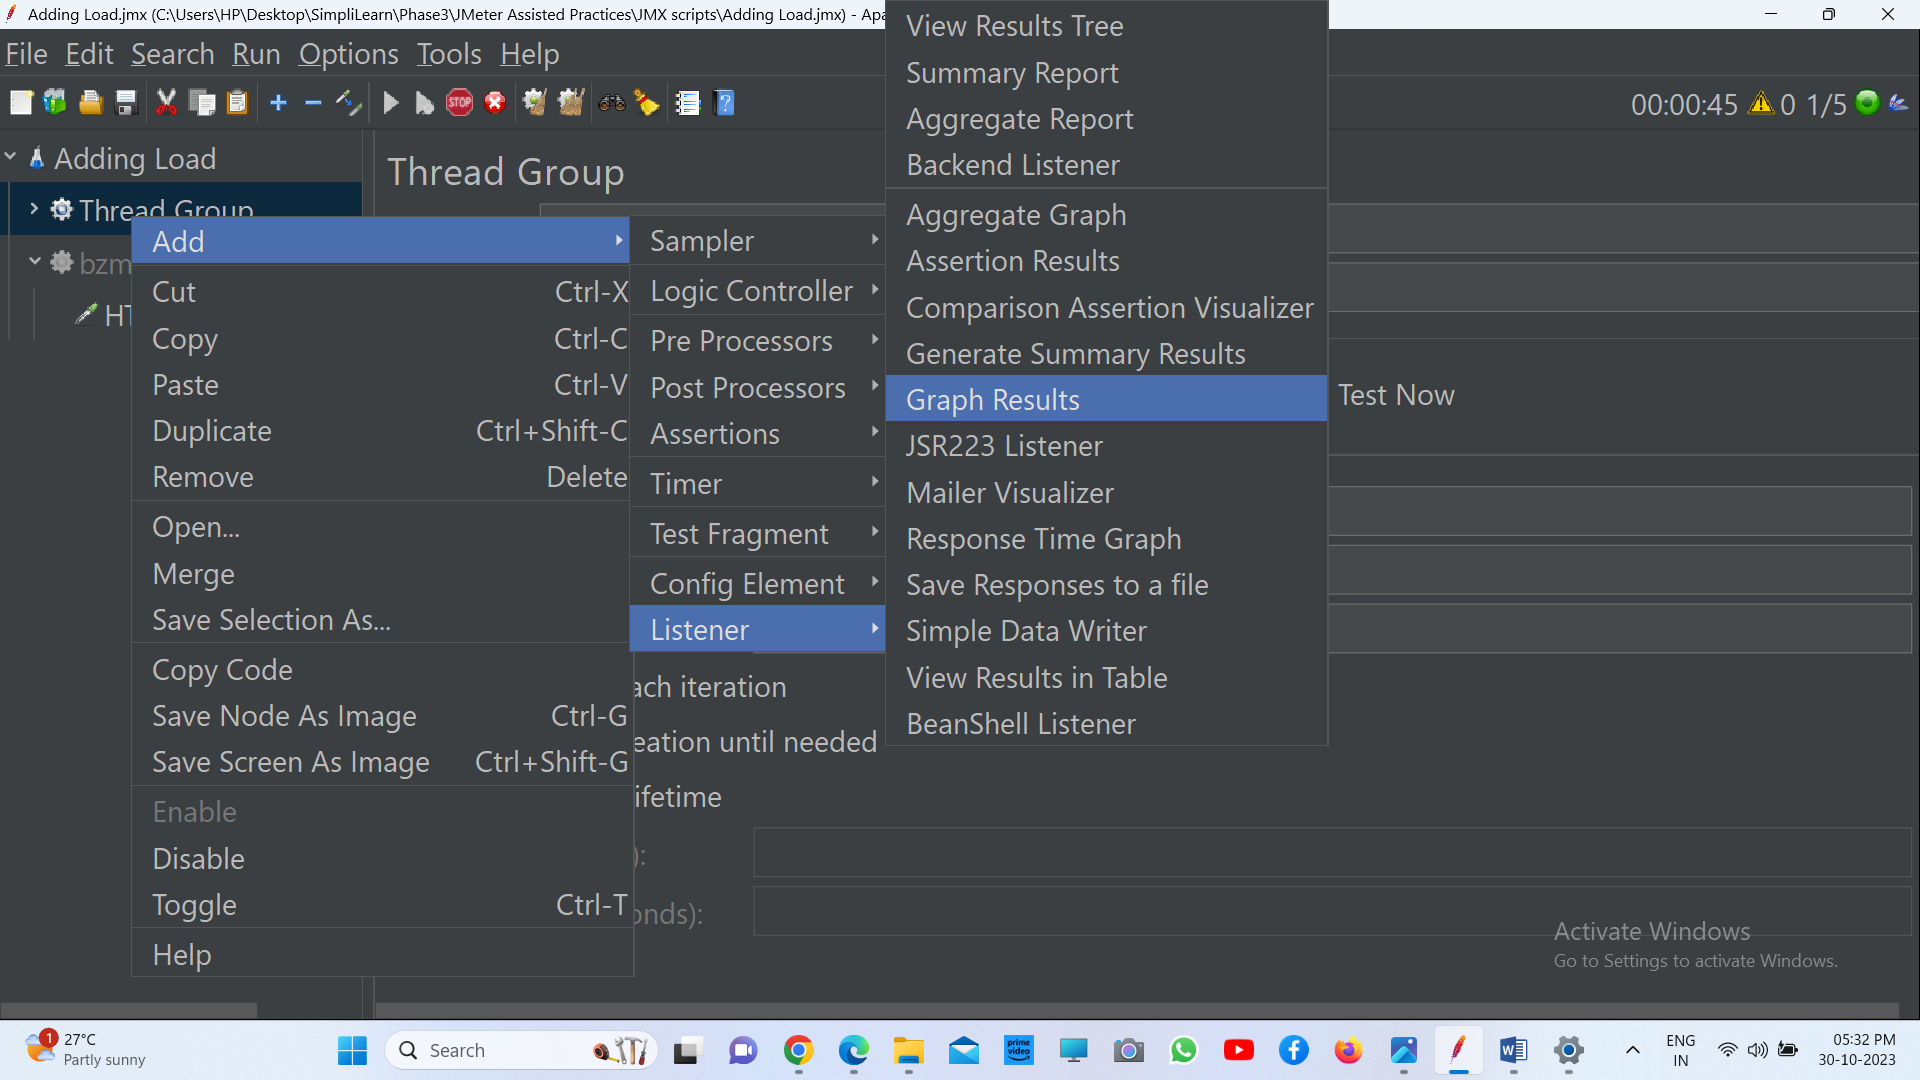 Adding Load.jmx (C:\Users\HP\Desktop\SimpliLearn\Phase3\JMeter Assisted Practices\JMX scripts\Adding Load.jmx) - Apa
File Edit Search Run Options Tools Help
STOP
00:00:45 0 1/5
Adding Load
Thread Group
bzm
HT
Thread Group
Add
Cut Ctrl-X
Copy Ctrl-C
Paste Ctrl-V
Duplicate Ctrl+Shift-C
Remove Delete
Open...
Merge
Save Selection As...
Copy Code
Save Node As Image Ctrl-G
Save Screen As Image Ctrl+Shift-G
Enable
Disable
Toggle Ctrl-T
Help
Sampler
Logic Controller
Pre Processors
Post Processors
Assertions
Timer
Test Fragment
Config Element
Listener
View Results Tree
Summary Report
Aggregate Report
Backend Listener
Aggregate Graph
Assertion Results
Comparison Assertion Visualizer
Generate Summary Results
Graph Results
JSR223 Listener
Mailer Visualizer
Response Time Graph
Save Responses to a file
Simple Data Writer
View Results in Table
BeanShell Listener
Test Now
ach iteration
eation until needed
ifetime
):
onds):
Activate Windows
Go to Settings to activate Windows.
1
27°C
Partly sunny
Search
prime video
ENG
IN
05:32 PM
30-10-2023